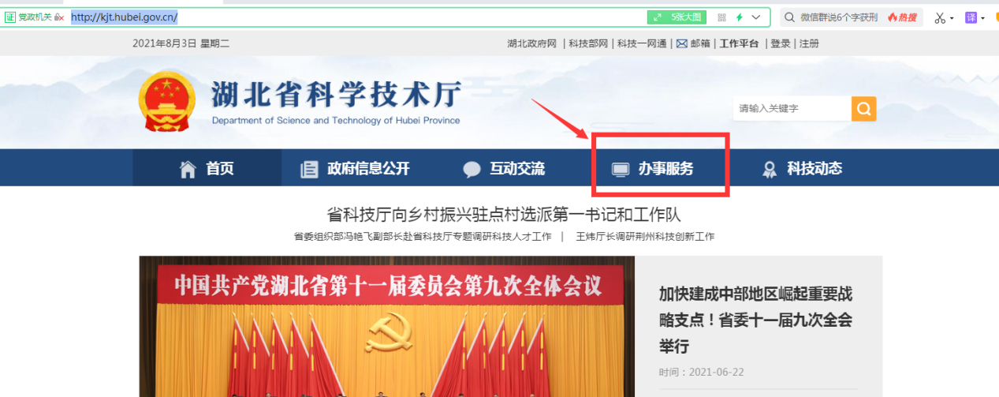 证 党政机关 http://kjt.hubei.gov.cn/ 5张大图 微信群说6个字获刑 热搜 译
2021年8月3日 星期二 湖北政府网 | 科技部网 | 科技一网通 | 邮箱 | 工作平台 | 登录 | 注册
湖北省科学技术厅
Department of Science and Technology of Hubei Province
请输入关键字
首页 政府信息公开 互动交流 办事服务 科技动态
省科技厅向乡村振兴驻点村选派第一书记和工作队
省委组织部冯艳飞副部长赴省科技厅专题调研科技人才工作 | 王炜厅长调研荆州科技创新工作
中国共产党湖北省第十一届委员会第九次全体会议
加快建成中部地区崛起重要战
略支点！省委十一届九次全会
举行
时间：2021-06-22